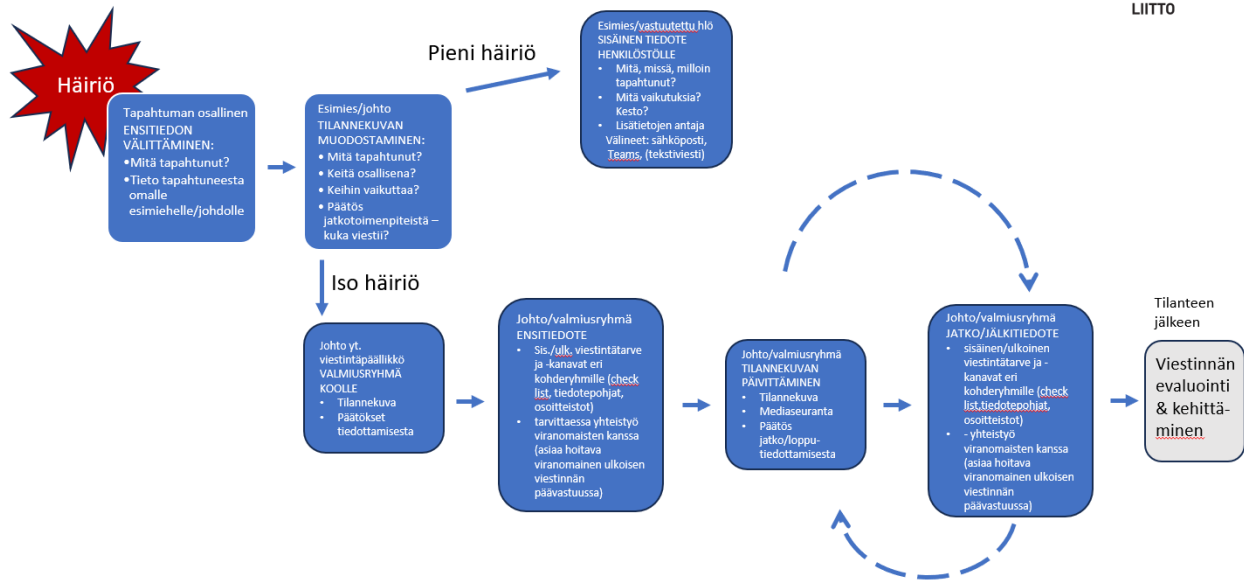 LIITTO
Häiriö
Tapahtuman osallinen
ENSITIEDON
VÄLITTÄMINEN:
•Mitä tapahtunut?
•Tieto tapahtuneesta
omalle
esimiehelle/johdolle
Esimies/johto
TILANNEKUVAN
MUODOSTAMINEN:
• Mitä tapahtunut?
• Keitä osallisena?
• Keihin vaikuttaa?
• Päätös
jatkotoimenpiteistä –
kuka viestii?
Pieni häiriö
Esimies/vastuutettu hlö
SISÄINEN TIEDOTE
HENKILÖSTÖLLE
• Mitä, missä, milloin
tapahtunut?
• Mitä vaikutuksia?
Kesto?
• Lisätietojen antaja
Välineet: sähköposti,
Teams, (tekstiviesti)
Iso häiriö
Johto yt.
viestintäpäällikkö
VALMIUSRYHMÄ
KOOLLE
• Tilannekuva
• Päätökset
tiedottamisesta
Johto/valmiusryhmä
ENSITIEDOTE
• Sis./ulk. viestintätarve
ja -kanavat eri
kohderyhmille (check
list, tiedotepohjat,
osoitteistot)
• tarvittaessa yhteistyö
viranomaisten kanssa
(asiaa hoitava
viranomainen ulkoisen
viestinnän
päävastuussa)
Johto/valmiusryhmä
TILANNEKUVAN
PÄIVITTÄMINEN
• Tilannekuva
• Mediaseuranta
• Päätös
jatko/loppu-
tiedottamisesta
Johto/valmiusryhmä
JATKO/JÄLKITIEDOTE
• sisäinen/ulkoinen
viestintätarve ja -
kanavat eri
kohderyhmille (check
list,tiedotepohjat,
osoitteistot)
• - yhteistyö
viranomaisten kanssa
(asiaa hoitava
viranomainen ulkoisen
viestinnän
päävastuussa)
Tilanteen
jälkeen
Viestinnän
evaluointi
& kehittä-
minen